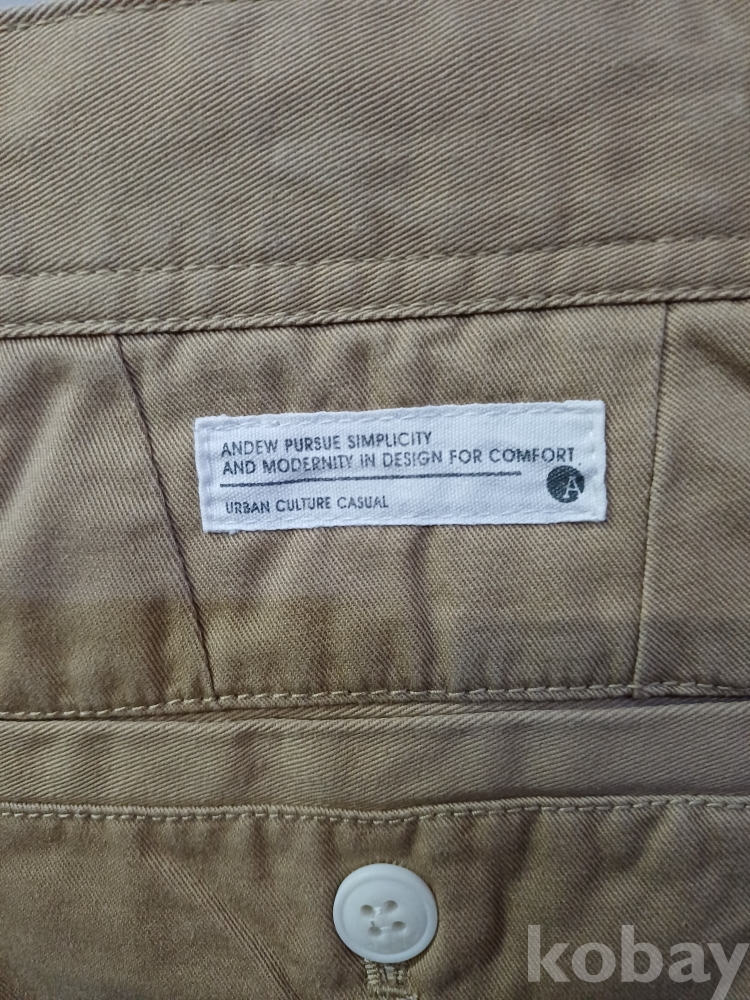 ANDEW PURSUE SIMPLICITY
AND MODERNITY IN DESIGN FOR COMFORT
A
URBAN CULTURE CASUAL
kobay